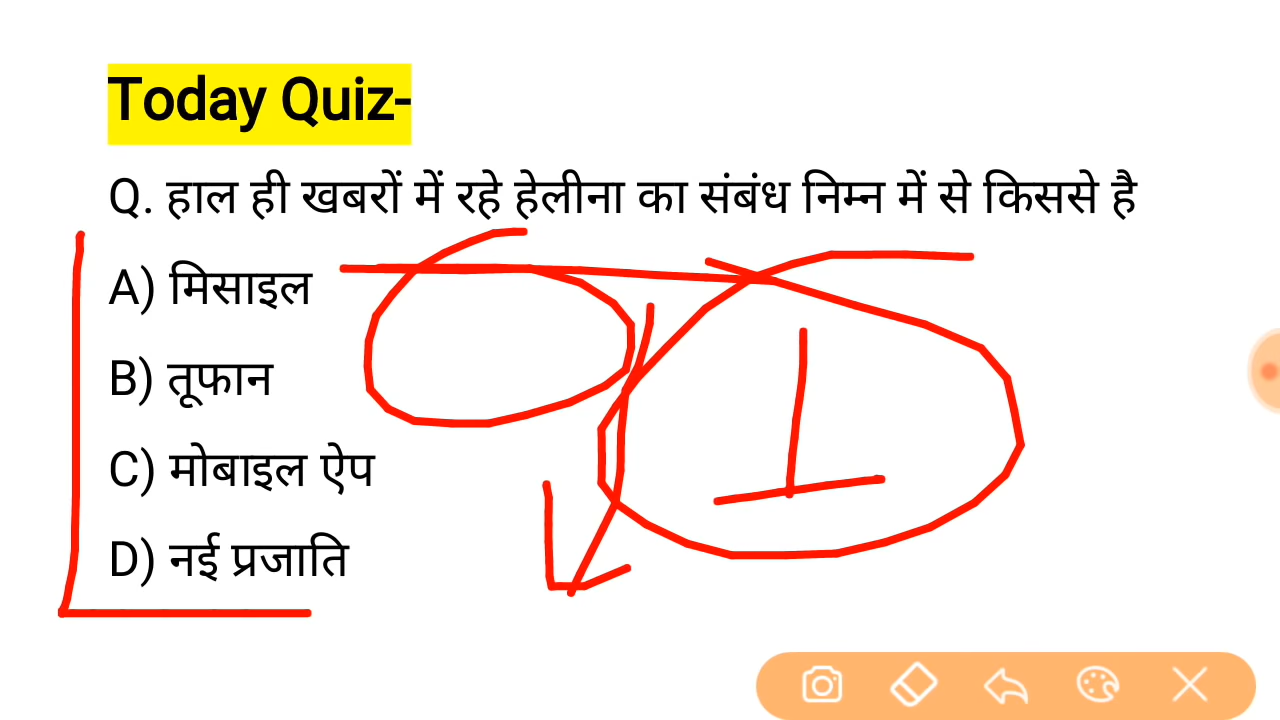 Today Quiz-
Q. हाल ही खबरों में रहे हेलीना का संबंध निम्न में से किससे है
A) मिसाइल
B) तूफान
C) मोबाइल ऐप
D) नई प्रजाति